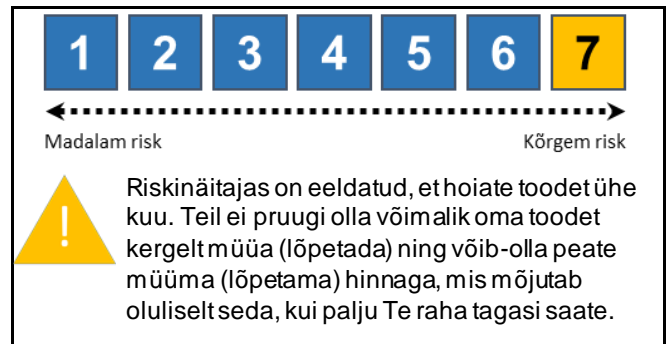 1 2 3 4 5 6 7
Madalam risk Kõrgem risk
!
Riskinäitajas on eeldatud, et hoiate toodet ühe
kuu. Teil ei pruugi olla võimalik oma toodet
kergelt müüa (lõpetada) ning võib-olla peate
müüma (lõpetama) hinnaga, mis mõjutab
oluliselt seda, kui palju Te raha tagasi saate.